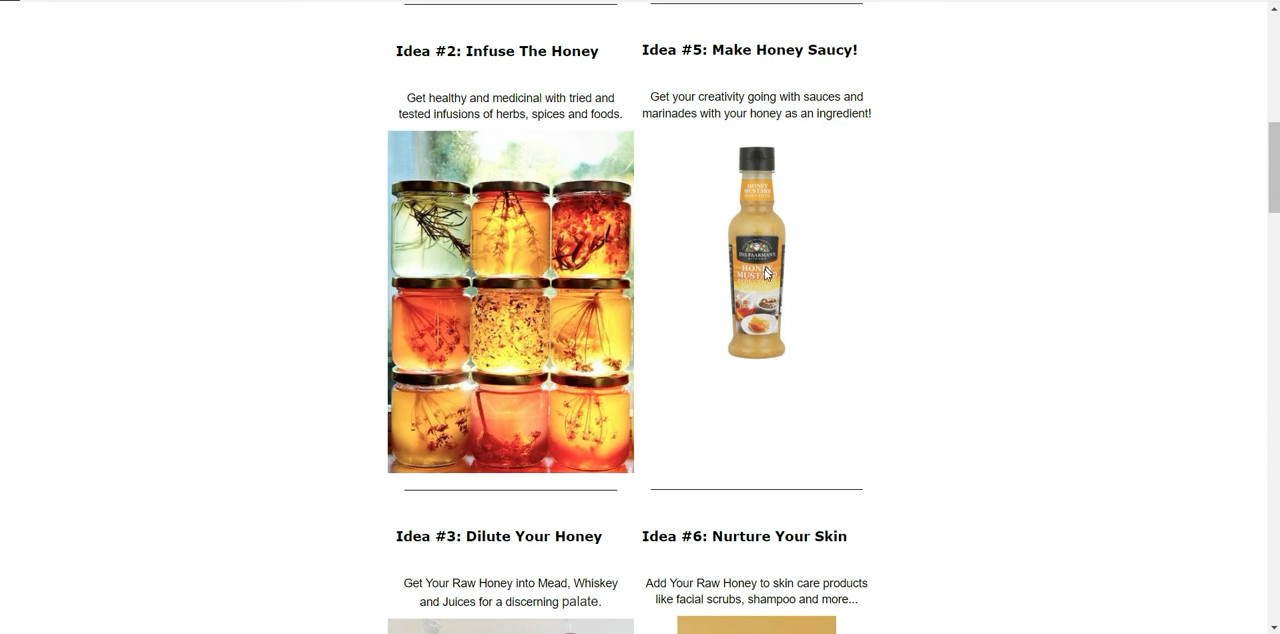 Idea #2: Infuse The Honey
Get healthy and medicinal with tried and
tested infusions of herbs, spices and foods.
Idea #5: Make Honey Saucy!
Get your creativity going with sauces and
marinades with your honey as an ingredient!
HONEY
MUSTARD
INA PAARMAN'S
HONEY
Idea #3: Dilute Your Honey
Get Your Raw Honey into Mead, Whiskey
and Juices for a discerning palate.
Idea #6: Nurture Your Skin
Add Your Raw Honey to skin care products
like facial scrubs, shampoo and more...